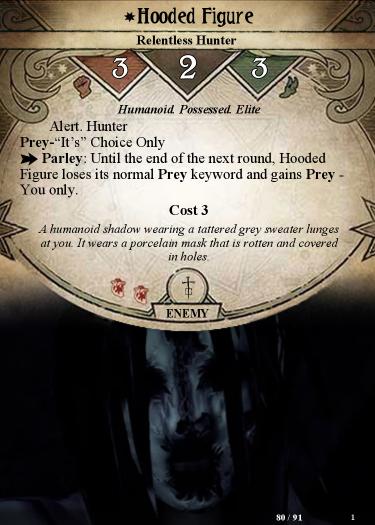 Hooded Figure
Relentless Hunter
3 2 3
Humanoid. Possessed. Elite
Alert. Hunter
Prey-“It’s” Choice Only
Parley: Until the end of the next round, Hooded
Figure loses its normal Prey keyword and gains Prey -
You only.
Cost 3
A humanoid shadow wearing a tattered grey sweater lunges
at you. It wears a porcelain mask that is rotten and covered
in holes.
ENEMY
80 / 91 1